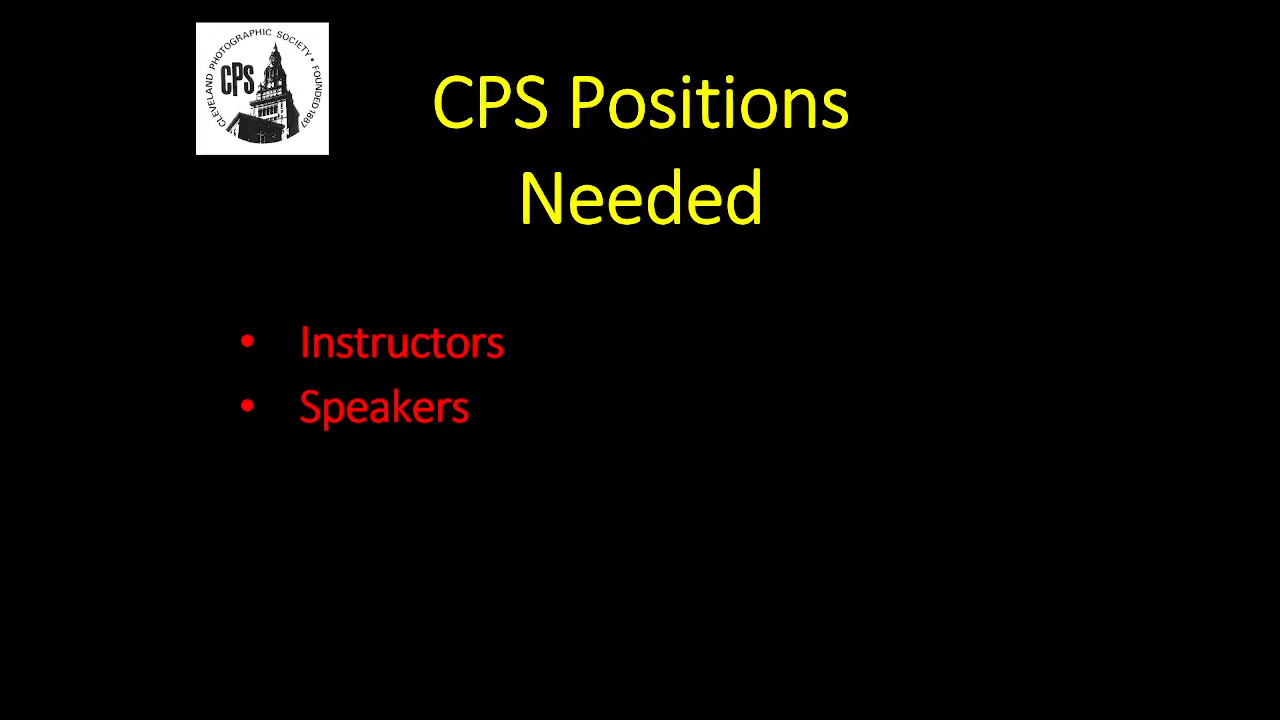 CLEVELAND PHOTOGRAPHIC SOCIETY • FOUNDED 1887
CPS
CPS Positions
Needed
• Instructors
• Speakers